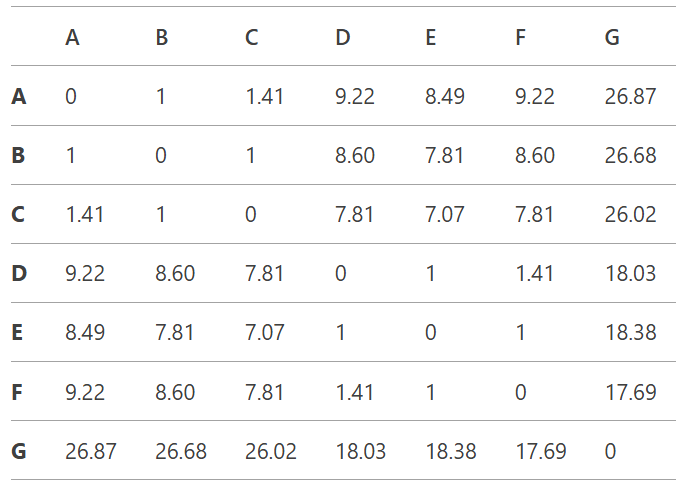 A B C D E F G
A 0 1 1.41 9.22 8.49 9.22 26.87
B 1 0 1 8.60 7.81 8.60 26.68
C 1.41 1 0 7.81 7.07 7.81 26.02
D 9.22 8.60 7.81 0 1 1.41 18.03
E 8.49 7.81 7.07 1 0 1 18.38
F 9.22 8.60 7.81 1.41 1 0 17.69
G 26.87 26.68 26.02 18.03 18.38 17.69 0